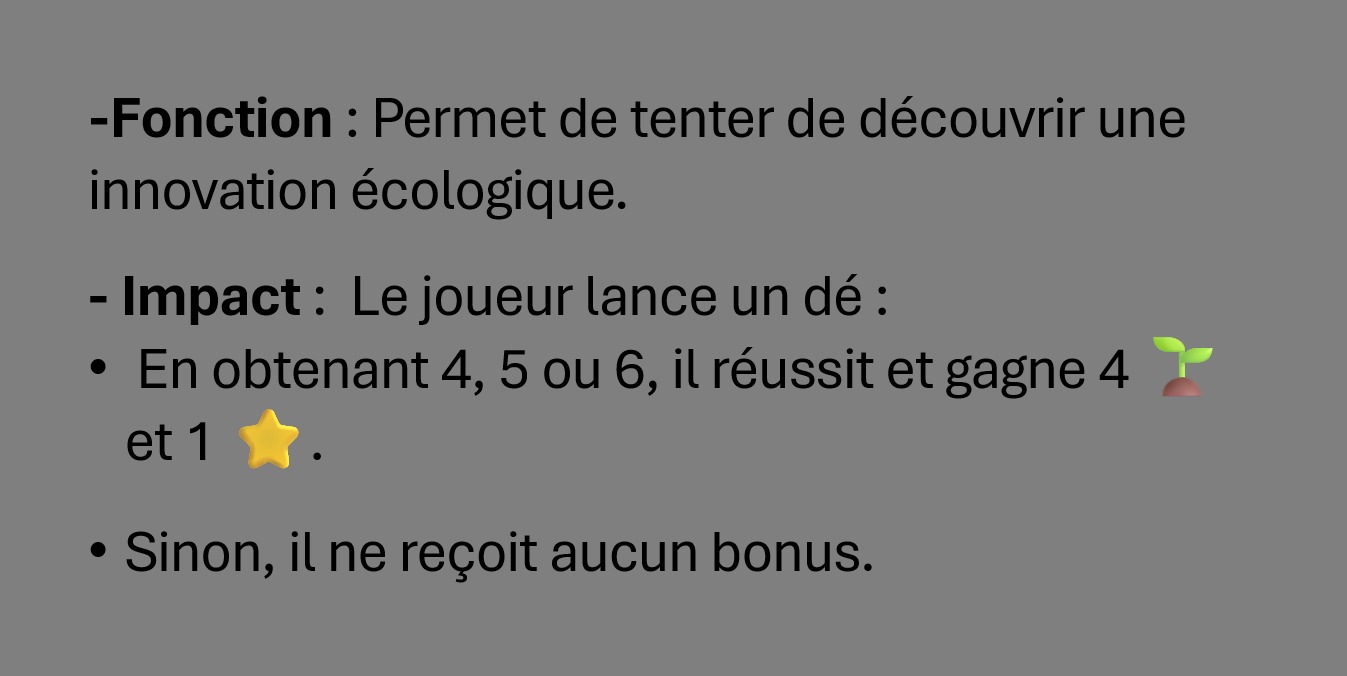 -Fonction : Permet de tenter de découvrir une
innovation écologique.
- Impact : Le joueur lance un dé :
• En obtenant 4, 5 ou 6, il réussit et gagne 4 🌱
et 1 ⭐ .
• Sinon, il ne reçoit aucun bonus.